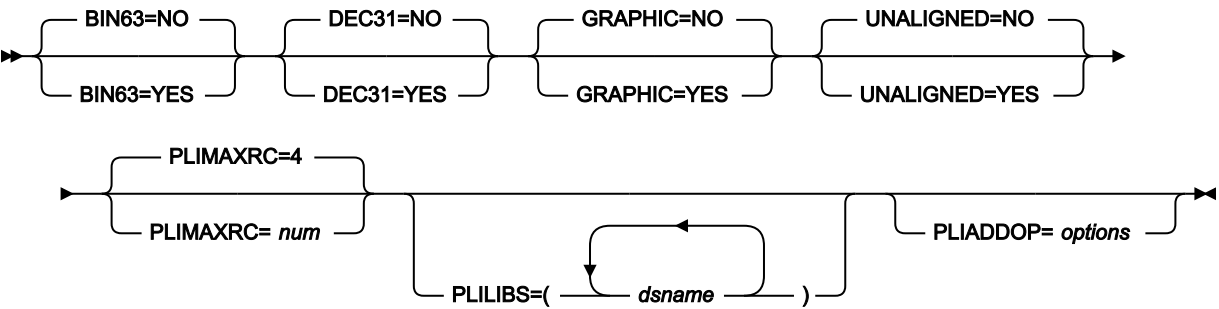 BIN63=NO DEC31=NO GRAPHIC=NO UNALIGNED=NO
BIN63=YES DEC31=YES GRAPHIC=YES UNALIGNED=YES
PLIMAXRC=4
PLIMAXRC= num PLIADDOP= options
PLILIBS=( dsname )